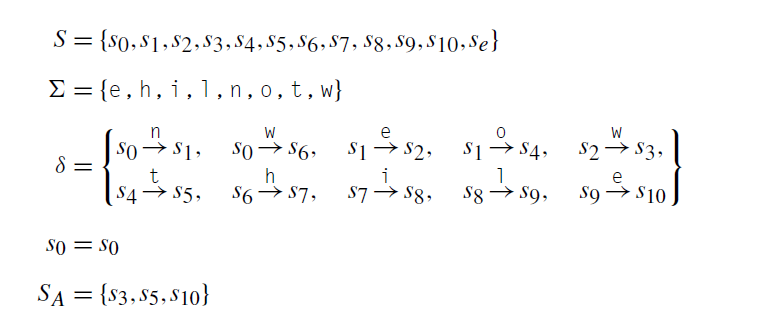 S = {s0, s1, s2, s3, s4, s5, s6, s7, s8, s9, s10, se}
Σ = {e, h, i, l, n, o, t, w}
δ = { s0 →n s1, s0 →w s6, s1 →e s2, s1 →o s4, s2 →w s3,
s4 →t s5, s6 →h s7, s7 →i s8, s8 →l s9, s9 →e s10 }
s0 = s0
SA = {s3, s5, s10}